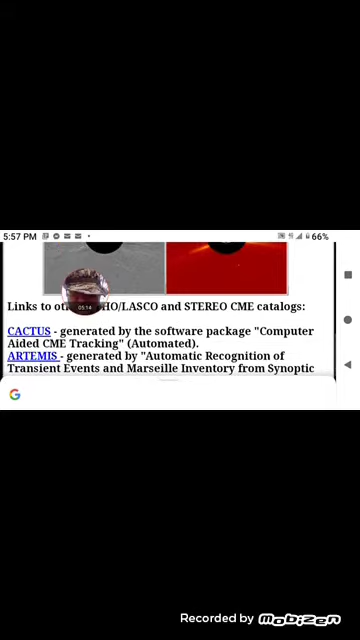 5:57 PM
66%
05:14
Links to HO/LASCO and STEREO CME catalogs:
CACTUS - generated by the software package "Computer
Aided CME Tracking" (Automated).
ARTEMIS - generated by "Automatic Recognition of
Transient Events and Marseille Inventory from Synoptic
Recorded by Mobizen